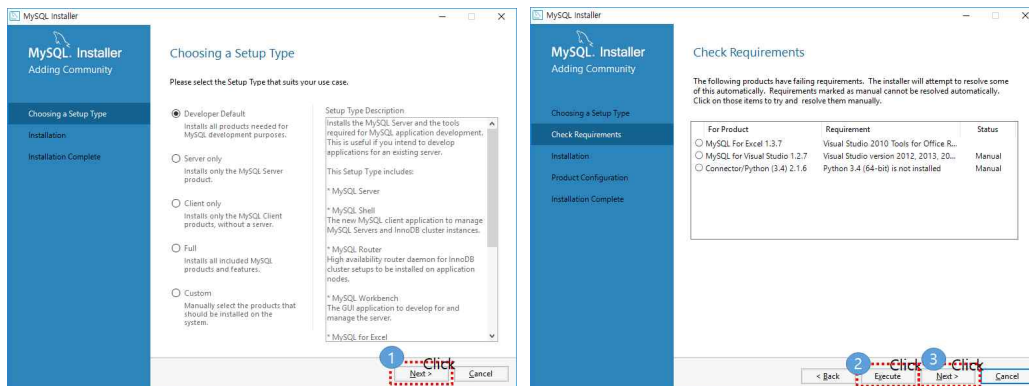 MySQL Installer
MySQL. Installer
Adding Community
Choosing a Setup Type
Installation
Installation Complete
Choosing a Setup Type
Please select the Setup Type that suits your use case.
Developer Default
Installs all products needed for
MySQL development purposes.
Server only
Installs only the MySQL Server
product.
Client only
Installs only the MySQL Client
products, without a server.
Full
Installs all included MySQL
products and features.
Custom
Manually select the products that
should be installed on the
system.
Setup Type Description
Installs the MySQL Server and the tools
required for MySQL application development.
This is useful if you intend to develop
applications for an existing server.
This Setup Type includes:
* MySQL Server
* MySQL Shell
The new MySQL client application to manage
MySQL Servers and InnoDB cluster instances.
* MySQL Router
High availability router daemon for InnoDB
cluster setups to be installed on application
nodes.
* MySQL Workbench
The GUI application to develop for and
manage the server.
* MySQL for Excel
1 Click
Next > Cancel
MySQL Installer
MySQL. Installer
Adding Community
Choosing a Setup Type
Check Requirements
Installation
Product Configuration
Installation Complete
Check Requirements
The following products have failing requirements. The installer will attempt to resolve some
of this automatically. Requirements marked as manual cannot be resolved automatically.
Click on those items to try and resolve them manually.
For Product Requirement Status
MySQL For Excel 1.3.7 Visual Studio 2010 Tools for Office R...
MySQL for Visual Studio 1.2.7 Visual Studio version 2012, 2013, 20... Manual
Connector/Python (3.4) 2.1.6 Python 3.4 (64-bit) is not installed Manual
2 Click 3 Click
< Back Execute Next > Cancel